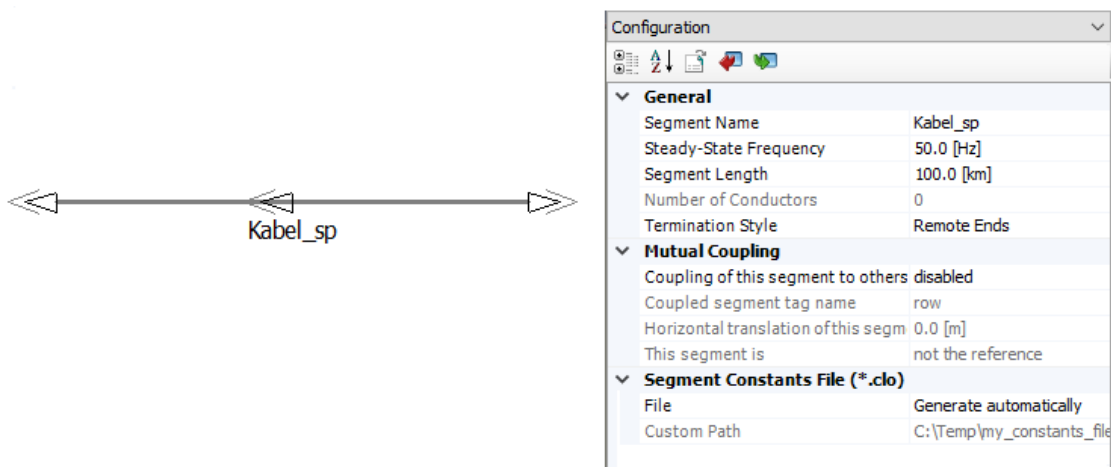 Kabel_sp
Configuration
General
Segment Name Kabel_sp
Steady-State Frequency 50.0 [Hz]
Segment Length 100.0 [km]
Number of Conductors 0
Termination Style Remote Ends
Mutual Coupling
Coupling of this segment to others disabled
Coupled segment tag name row
Horizontal translation of this segm 0.0 [m]
This segment is not the reference
Segment Constants File (*.clo)
File Generate automatically
Custom Path C:\Temp\my_constants_file